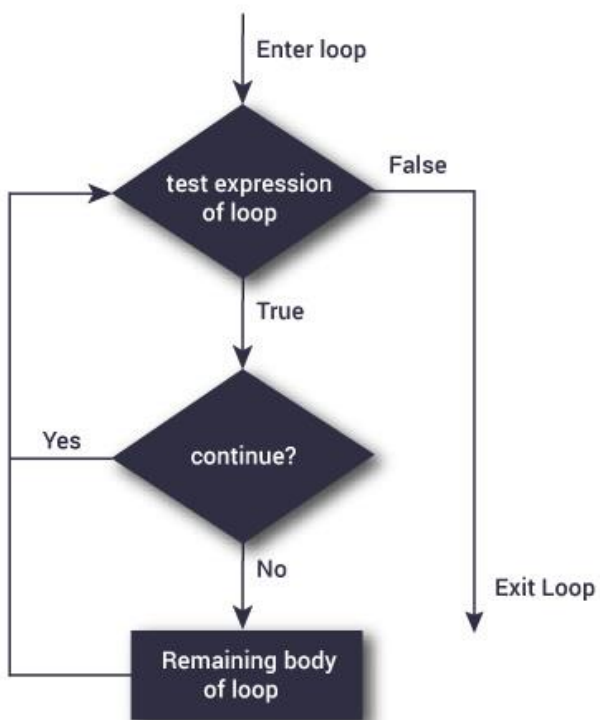 Enter loop
False
test expression
of loop
True
Yes
continue?
No
Exit Loop
Remaining body
of loop